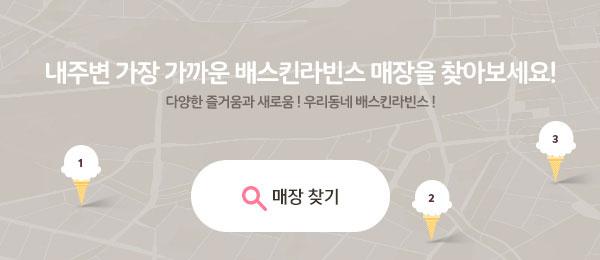 내주변 가장 가까운 배스킨라빈스 매장을 찾아보세요!
다양한 즐거움과 새로움 ! 우리동네 배스킨라빈스 !
3
1
매장 찾기
2